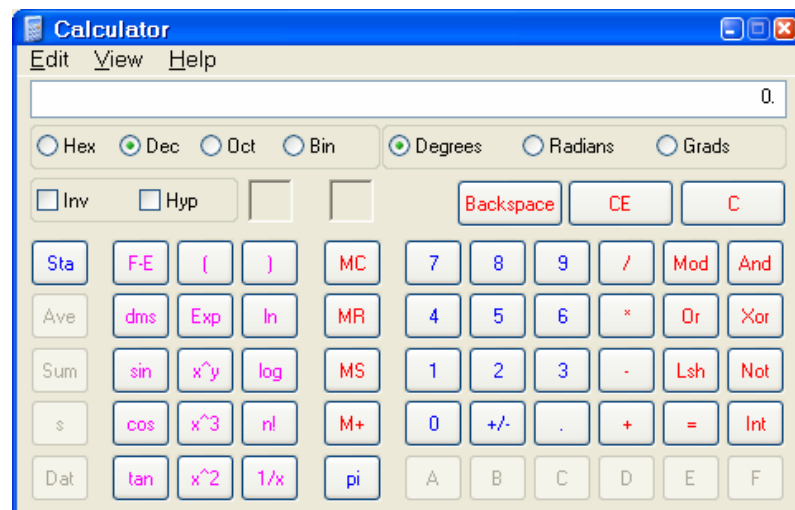 Calculator
Edit View Help
0.
Hex Dec Oct Bin Degrees Radians Grads
Inv Hyp Backspace CE C
Sta F-E ( ) MC 7 8 9 / Mod And
Ave dms Exp ln MR 4 5 6 * Or Xor
Sum sin x^y log MS 1 2 3 - Lsh Not
s cos x^3 n! M+ 0 +/- . + = Int
Dat tan x^2 1/x pi A B C D E F